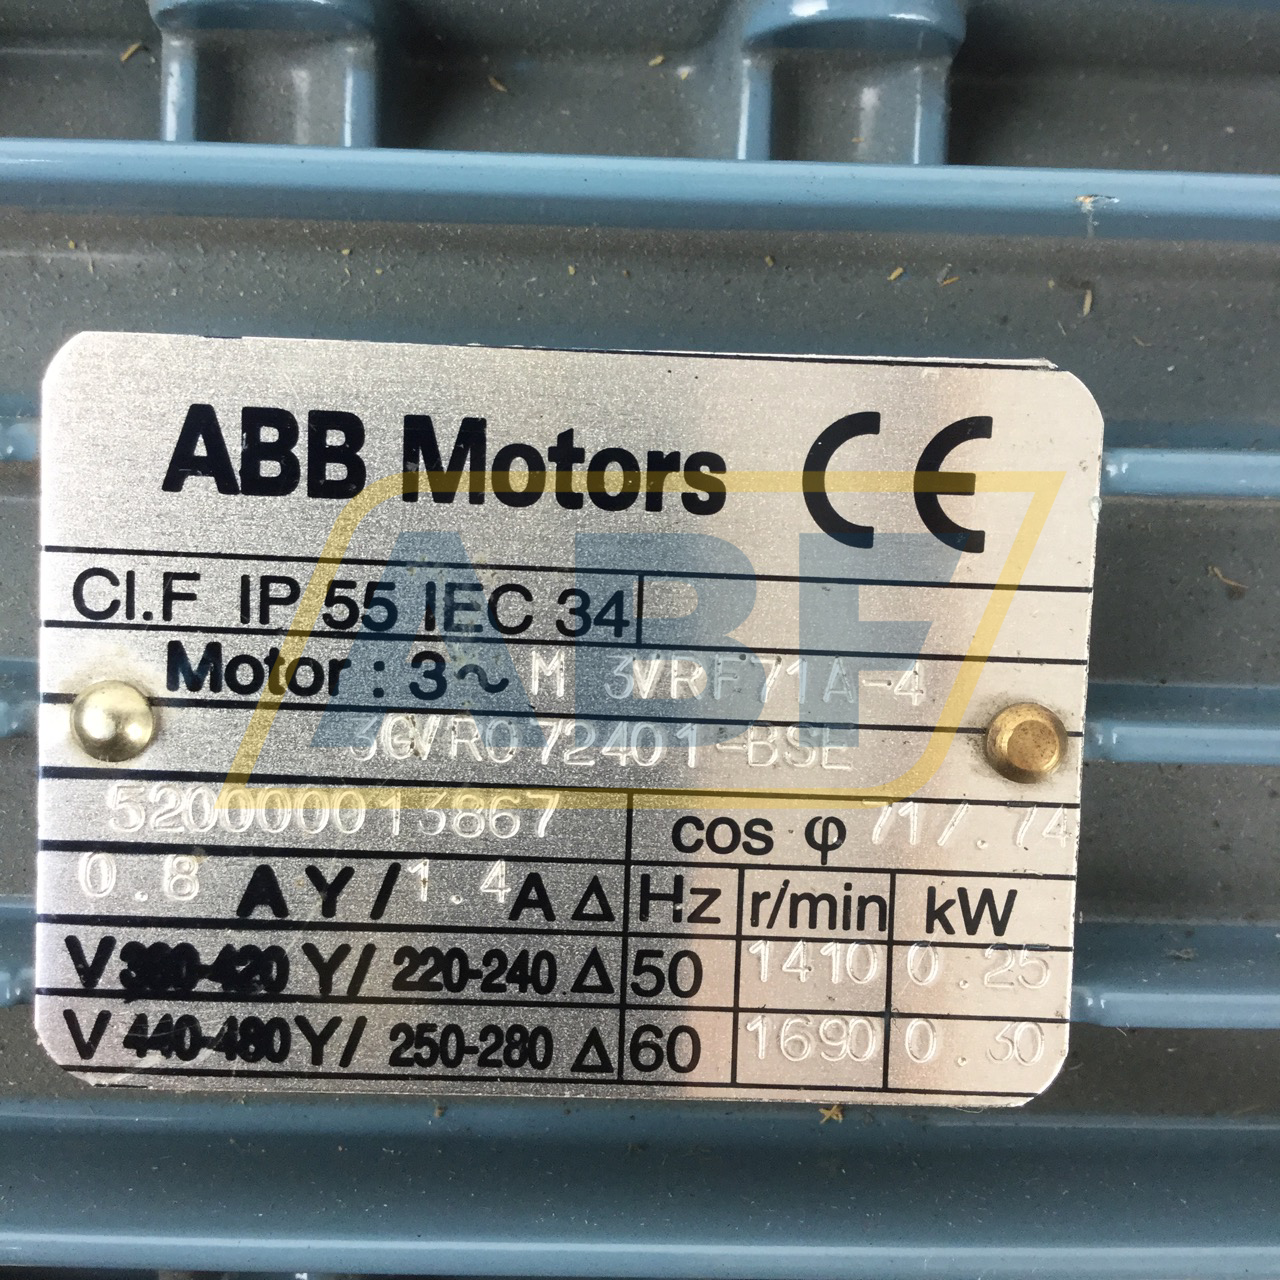 ABB Motors CE
Cl.F IP 55 IEC 34
Motor : 3~ M 3VRF71A-4
3GVR072401-BSE
520000013867 cos φ 71/.74
0.8 A Y/ 1.4 A Δ Hz r/min kW
V 380-420 Y/ 220-240 Δ 50 1410 0.25
V 440-480 Y/ 250-280 Δ 60 1690 0.30
ABF